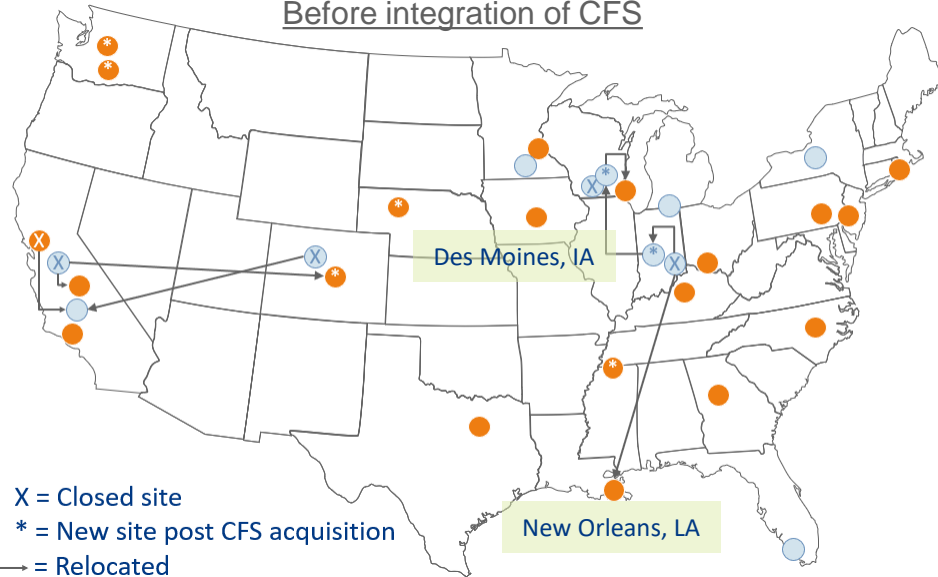 Before integration of CFS
*
*
*
X
*
X
X
X
*
*
X
*
Des Moines, IA
X = Closed site
* = New site post CFS acquisition
= Relocated
New Orleans, LA